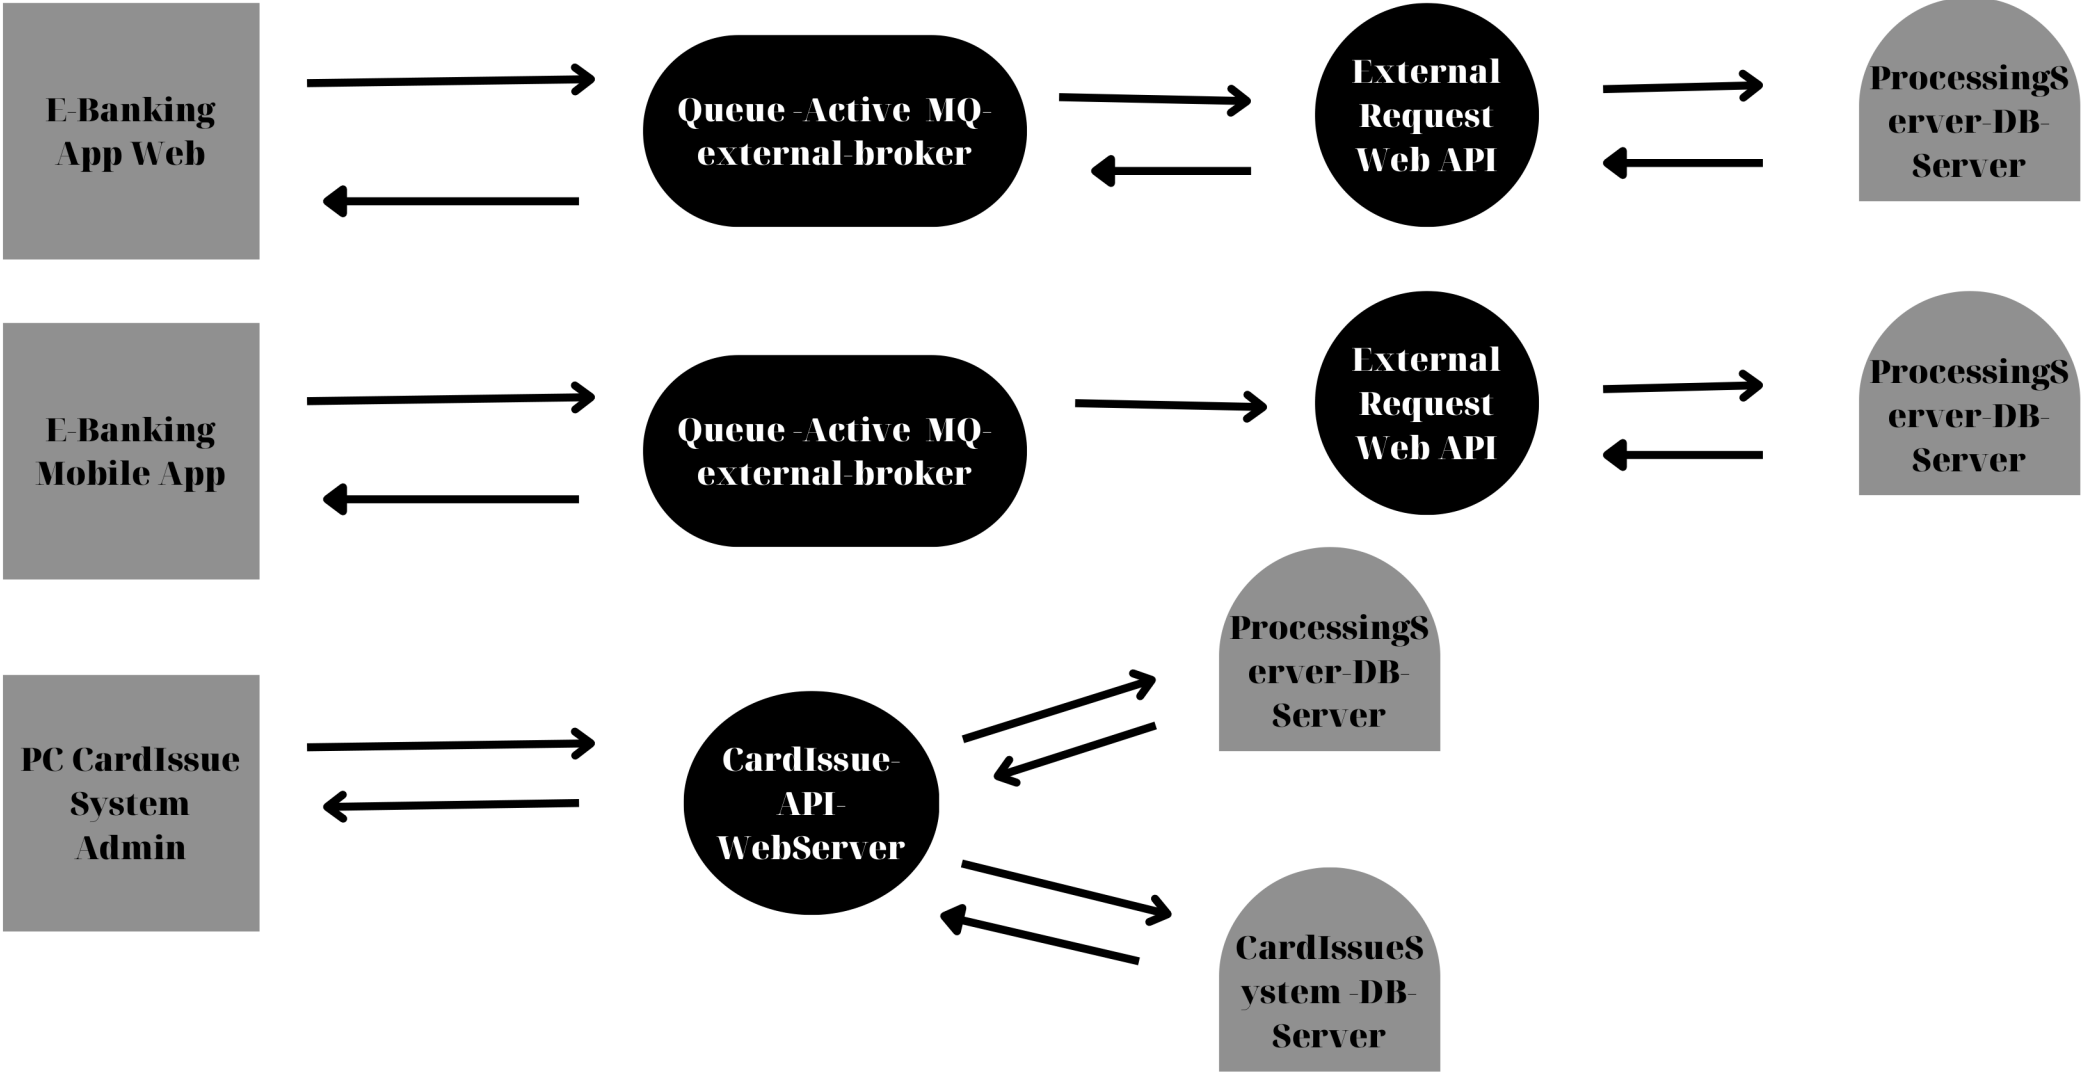 E-Banking
App Web
Queue -Active  MQ-
external-broker
External
Request
Web API
ProcessingS
erver-DB-
Server
E-Banking
Mobile App
Queue -Active  MQ-
external-broker
External
Request
Web API
ProcessingS
erver-DB-
Server
PC CardIssue
System
Admin
CardIssue-
API-
WebServer
ProcessingS
erver-DB-
Server
CardIssueS
ystem -DB-
Server